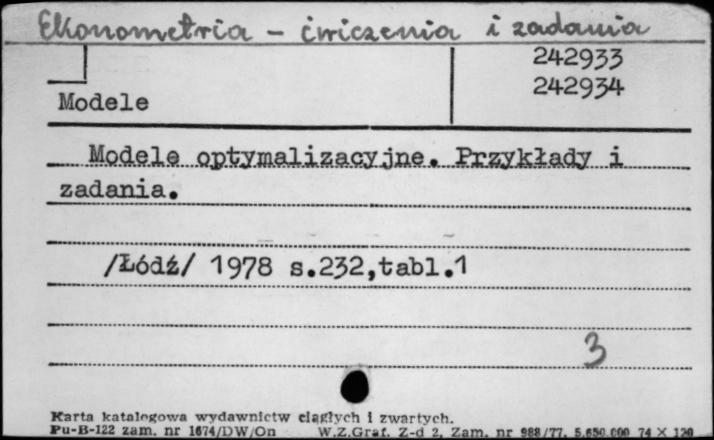 Ekonometria - ćwiczenia i zadania
242933
242934
Modele
Modele optymalizacyjne. Przykłady i
zadania.
/Łódź/ 1978 s.232,tabl.1
3
Karta katalogowa wydawnictw ciągłych i zwartych.
Pu-B-122 zam. nr 1674/DW/On W.Z.Graf. Z-d 2, Zam. nr 988/77. 5.650.000 74 X 120